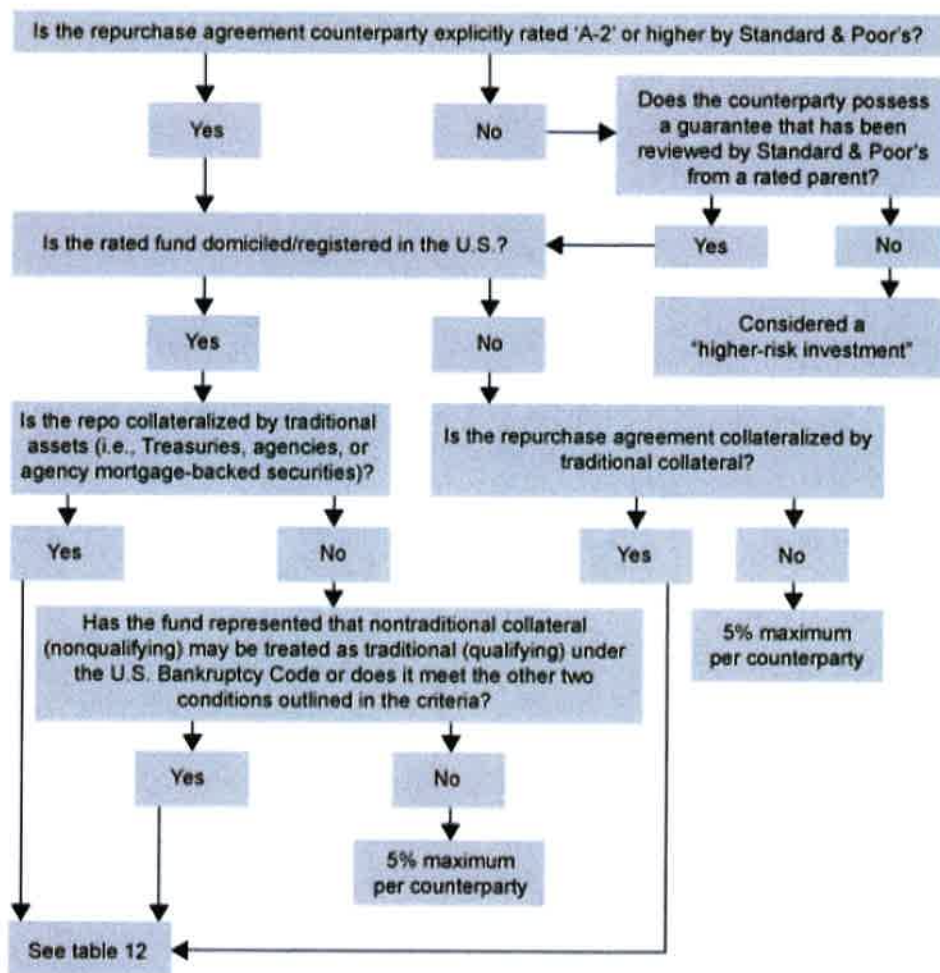 Is the repurchase agreement counterparty explicitly rated 'A-2' or higher by Standard & Poor's?
Yes
No
Does the counterparty possess
a guarantee that has been
reviewed by Standard & Poor's
from a rated parent?
Is the rated fund domiciled/registered in the U.S.?
Yes
No
Yes
No
Considered a
"higher-risk investment"
Is the repo collateralized by traditional
assets (i.e., Treasuries, agencies, or
agency mortgage-backed securities)?
Is the repurchase agreement collateralized by
traditional collateral?
Yes
No
Yes
No
Has the fund represented that nontraditional collateral
(nonqualifying) may be treated as traditional (qualifying) under
the U.S. Bankruptcy Code or does it meet the other two
conditions outlined in the criteria?
5% maximum
per counterparty
Yes
No
5% maximum
per counterparty
See table 12